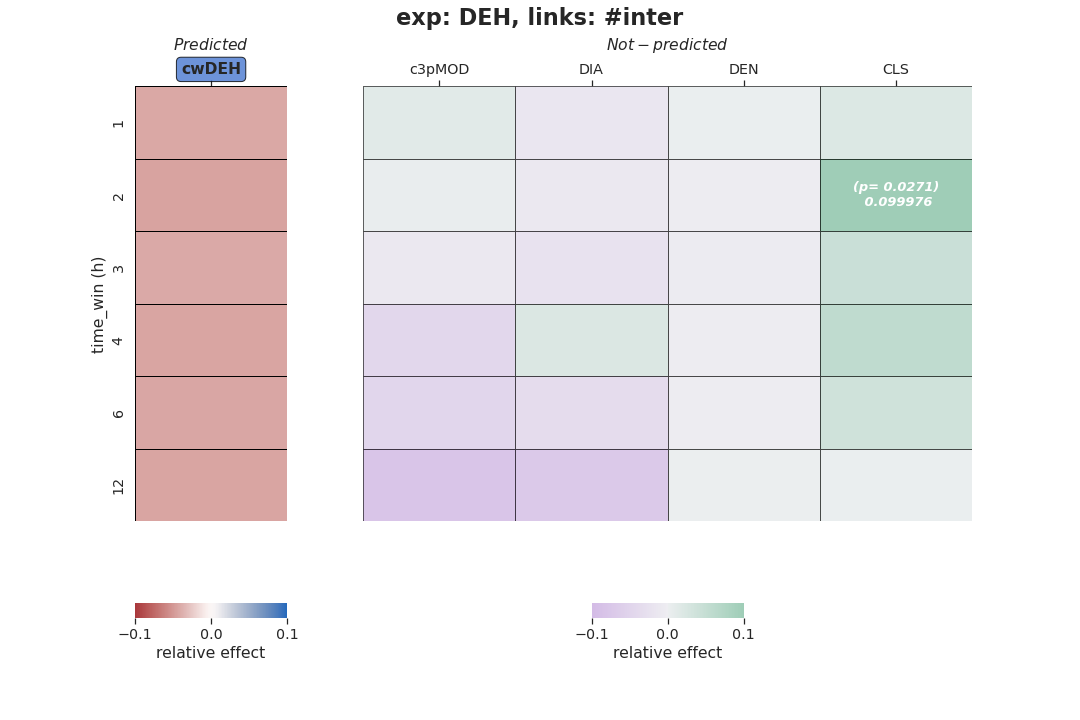 exp: DEH, links: #inter
Predicted
Not − predicted
cwDEH
c3pMOD
DIA
DEN
CLS
time_win (h)
1
2
3
4
6
12
(p= 0.0271)
0.099976
−0.1
0.0
0.1
relative effect
−0.1
0.0
0.1
relative effect